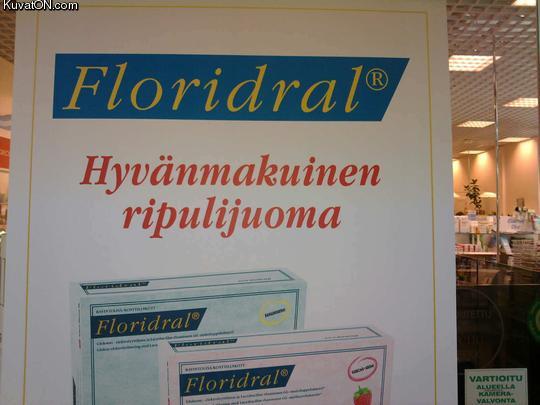 KuvatON.com
Floridral®
Hyvänmakuinen
ripulijuoma
Floridral®
Floridral®
VARTIOITU
ALUEELLA
KAMERA-
VALVONTA